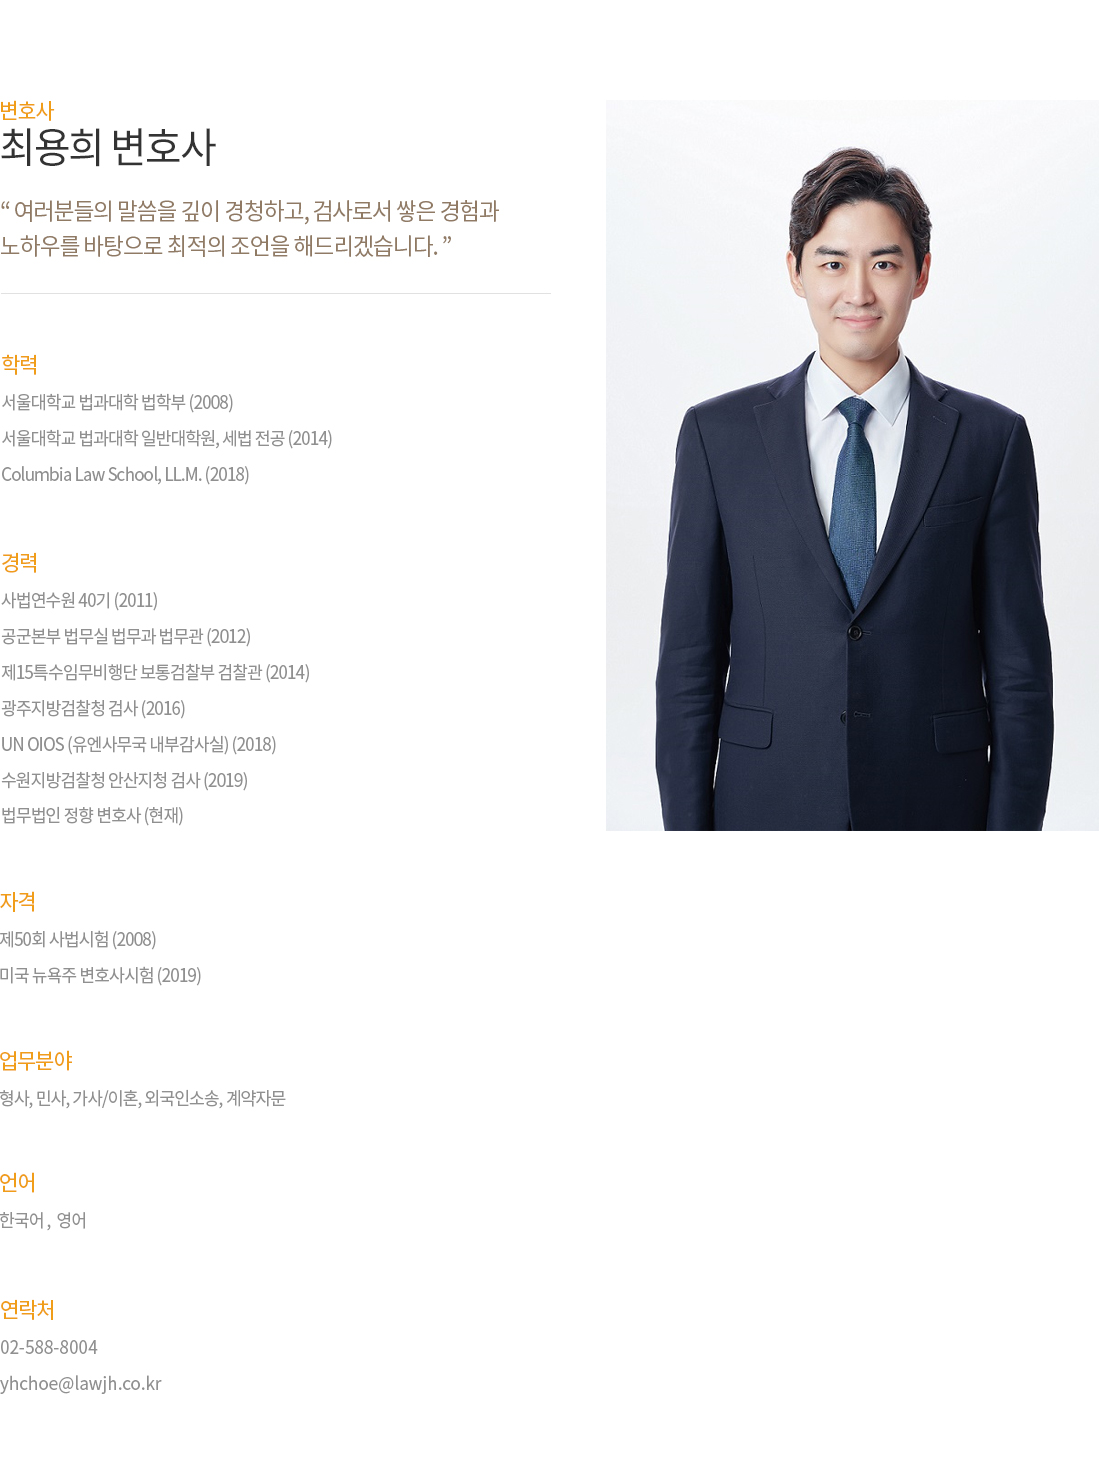 변호사
최용희 변호사
“ 여러분들의 말씀을 깊이 경청하고, 검사로서 쌓은 경험과
노하우를 바탕으로 최적의 조언을 해드리겠습니다. ”
학력
서울대학교 법과대학 법학부 (2008)
서울대학교 법과대학 일반대학원, 세법 전공 (2014)
Columbia Law School, LL.M. (2018)
경력
사법연수원 40기 (2011)
공군본부 법무실 법무과 법무관 (2012)
제15특수임무비행단 보통검찰부 검찰관 (2014)
광주지방검찰청 검사 (2016)
UN OIOS (유엔사무국 내부감사실) (2018)
수원지방검찰청 안산지청 검사 (2019)
법무법인 정향 변호사 (현재)
자격
제50회 사법시험 (2008)
미국 뉴욕주 변호사시험 (2019)
업무분야
형사, 민사, 가사/이혼, 외국인소송, 계약자문
언어
한국어 , 영어
연락처
02-588-8004
yhchoe@lawjh.co.kr